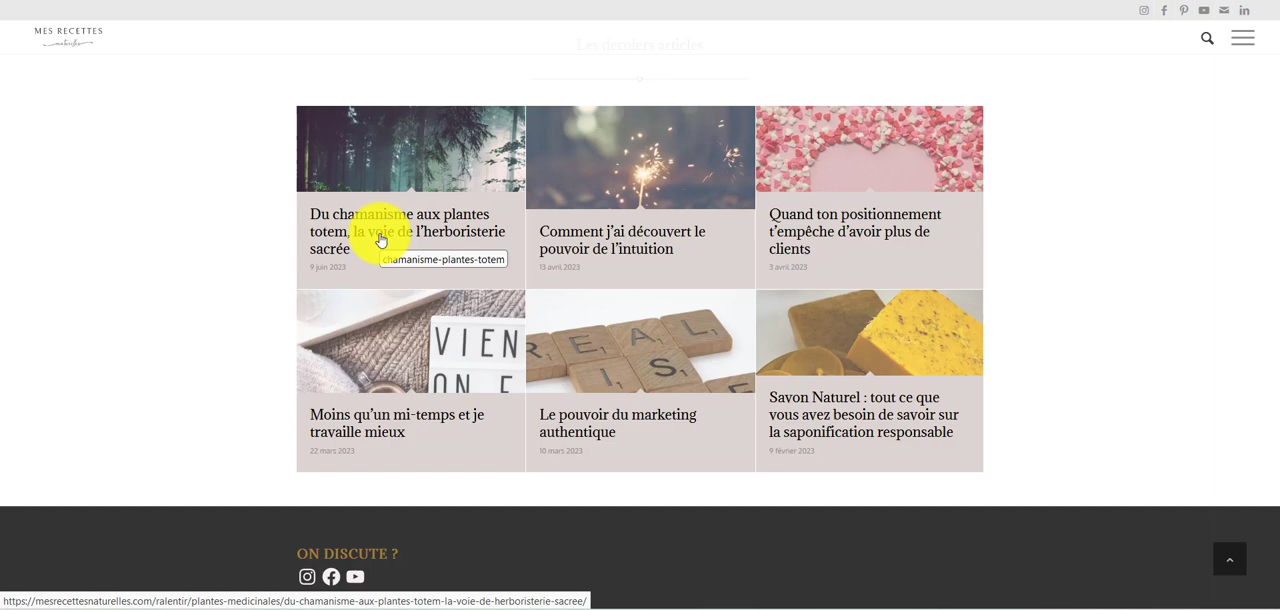 MES RECETTES
naturelles
Les derniers articles
Du chamanisme aux plantes
totem, la voie de l'herboristerie
sacrée
9 juin 2023
chamanisme-plantes-totem
Comment j'ai découvert le
pouvoir de l'intuition
13 avril 2023
Quand ton positionnement
t'empêche d'avoir plus de
clients
3 avril 2023
VIEN
ON E
Moins qu'un mi-temps et je
travaille mieux
22 mars 2023
REAL
IS
Le pouvoir du marketing
authentique
10 mars 2023
Savon Naturel : tout ce que
vous avez besoin de savoir sur
la saponification responsable
9 février 2023
ON DISCUTE ?
https://mesrecettesnaturelles.com/ralentir/plantes-medicinales/du-chamanisme-aux-plantes-totem-la-voie-de-herboristerie-sacree/